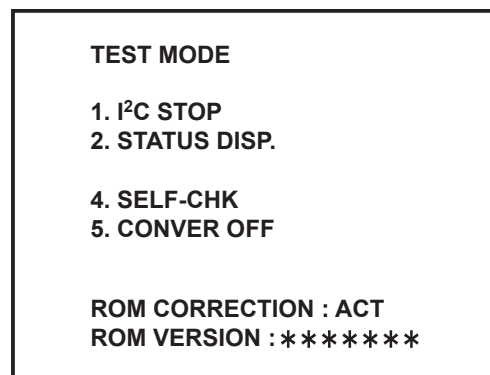 TEST MODE
1. I²C STOP
2. STATUS DISP.
4. SELF-CHK
5. CONVER OFF
ROM CORRECTION : ACT
ROM VERSION : *******